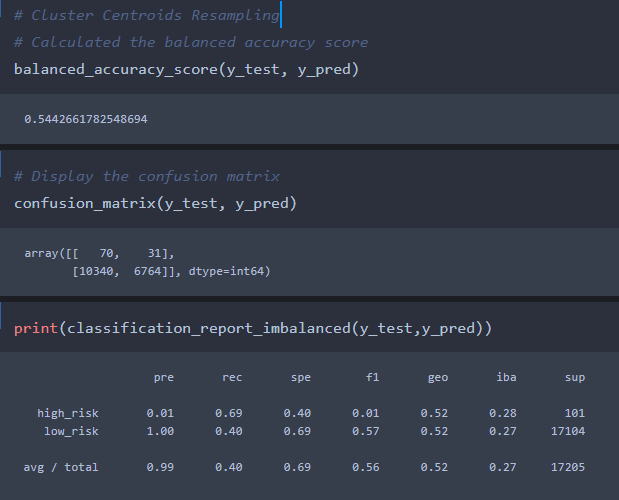 # Cluster Centroids Resampling
# Calculated the balanced accuracy score
balanced_accuracy_score(y_test, y_pred)
0.5442661782548694
# Display the confusion matrix
confusion_matrix(y_test, y_pred)
array([[   70,    31],
       [10340,  6764]], dtype=int64)
print(classification_report_imbalanced(y_test,y_pred))
pre rec spe f1 geo iba sup
high_risk 0.01 0.69 0.40 0.01 0.52 0.28 101
low_risk 1.00 0.40 0.69 0.57 0.52 0.27 17104
avg / total 0.99 0.40 0.69 0.56 0.52 0.27 17205